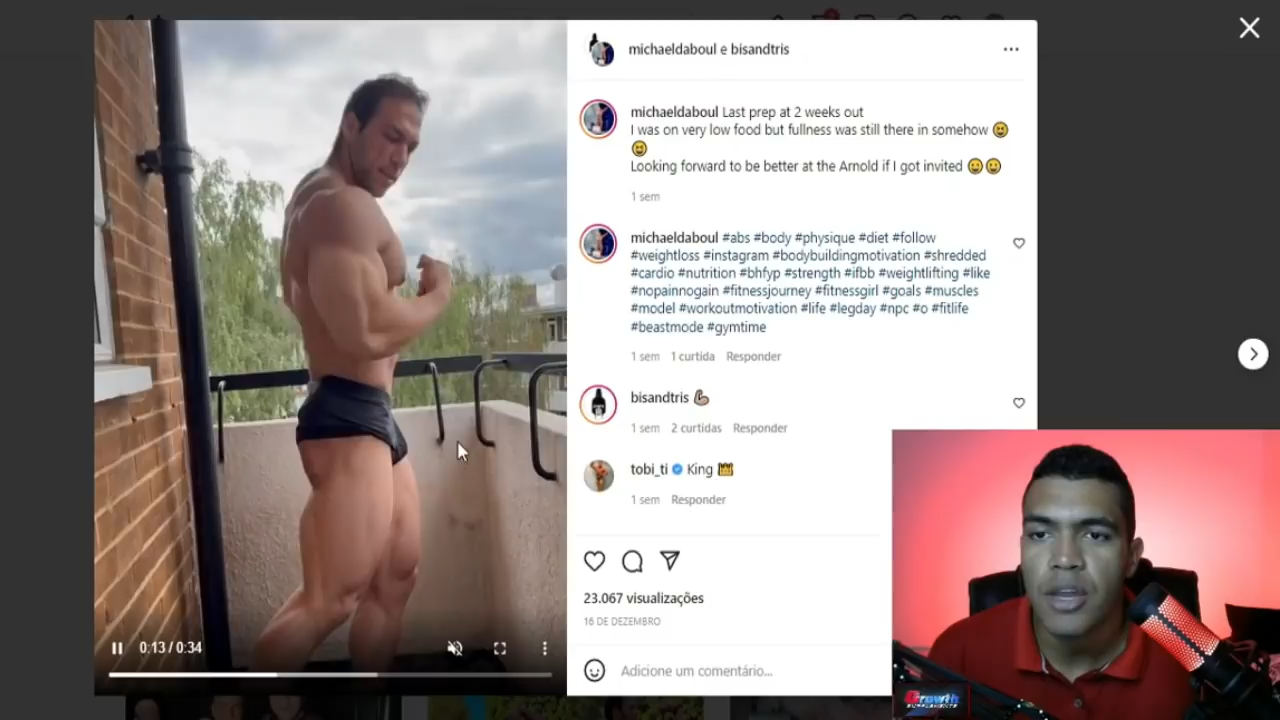 michaeldaboul e bisandtris
michaeldaboul Last prep at 2 weeks out
I was on very low food but fullness was still there in somehow 😆
😆
Looking forward to be better at the Arnold if I got invited 😀😀
1 sem
michaeldaboul #abs #body #physique #diet #follow
#weightloss #instagram #bodybuildingmotivation #shredded
#cardio #nutrition #bhfyp #strength #ifbb #weightlifting #like
#nopainnogain #fitnessjourney #fitnessgirl #goals #muscles
#model #workoutmotivation #life #legday #npc #o #fitlife
#beastmode #gymtime
1 sem 1 curtida Responder
bisandtris 💪🏼
1 sem 2 curtidas Responder
tobi_ti King 👑
1 sem Responder
23.067 visualizações
16 DE DEZEMBRO
Adicione um comentário...
0:13 / 0:34
Growth
SUPPLEMENTS